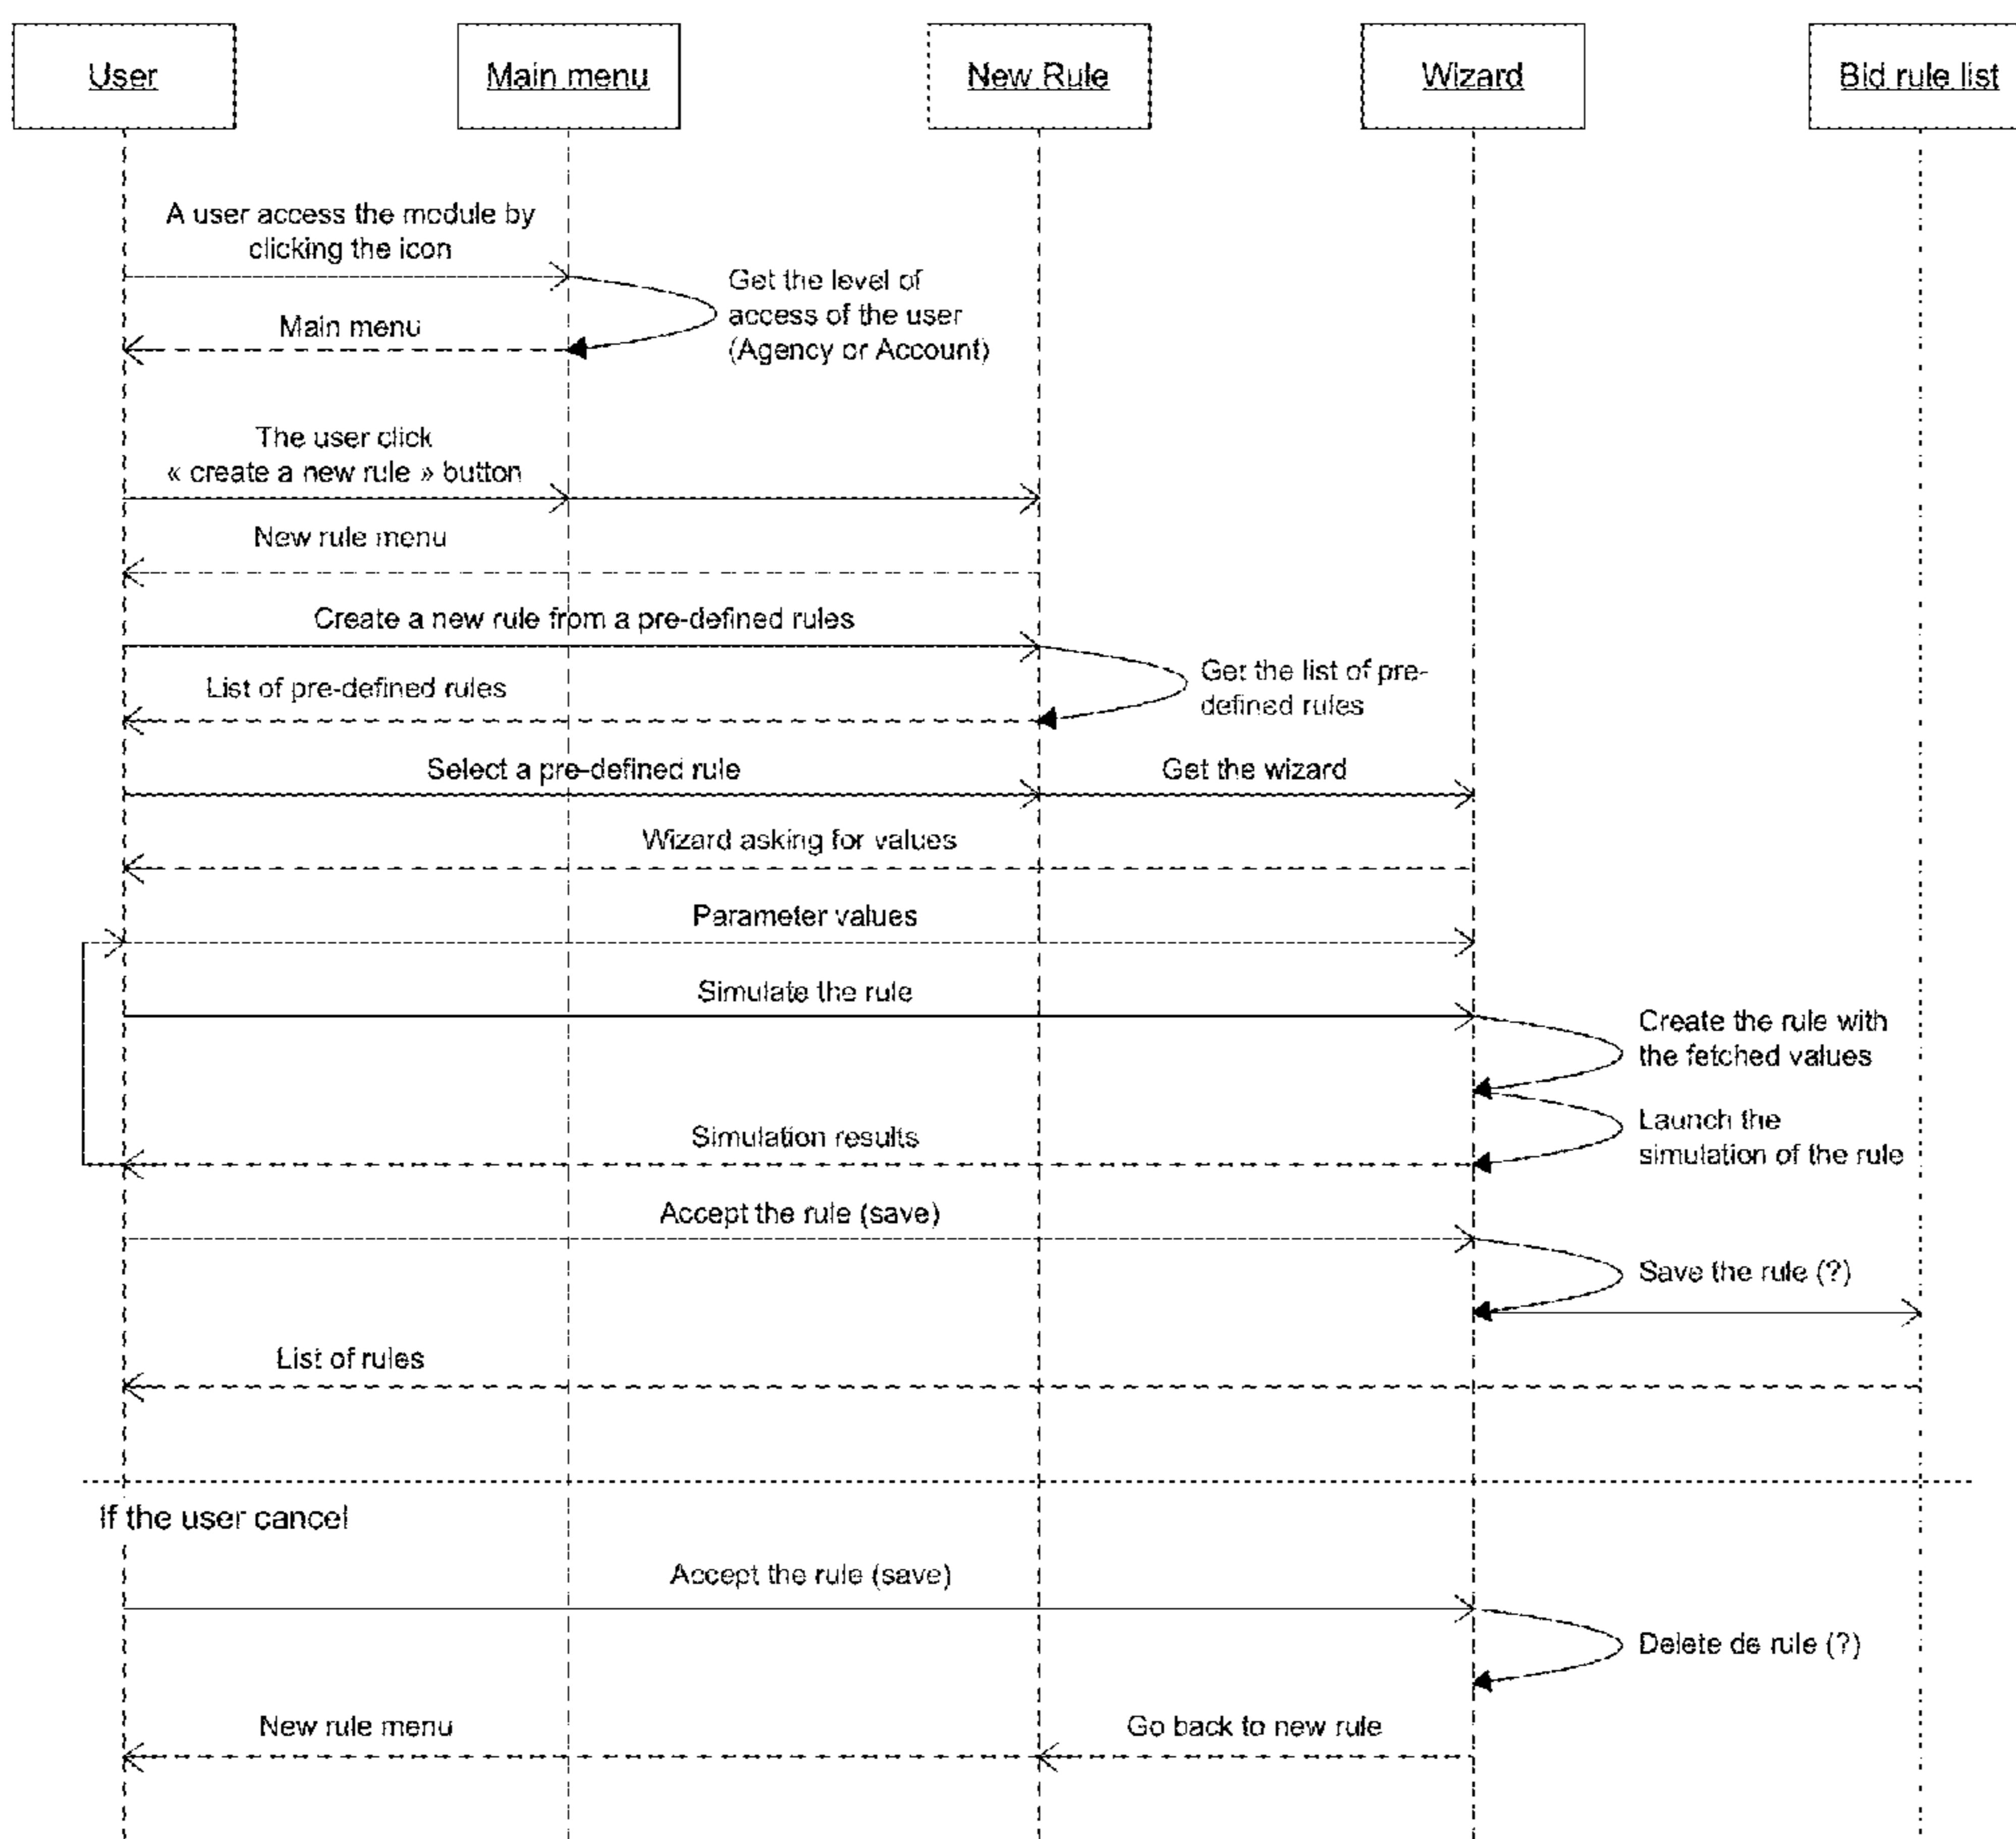 User
Main menu
New Rule
Wizard
Bid rule list
A user access the module by
clicking the icon
Get the level of
access of the user
(Agency or Account)
Main menu
The user click
« create a new rule » button
New rule menu
Create a new rule from a pre-defined rules
Get the list of pre-
defined rules
List of pre-defined rules
Select a pre-defined rule
Get the wizard
Wizard asking for values
Parameter values
Simulate the rule
Create the rule with
the fetched values
Launch the
simulation of the rule
Simulation results
Accept the rule (save)
Save the rule (?)
List of rules
If the user cancel
Accept the rule (save)
Delete de rule (?)
New rule menu
Go back to new rule